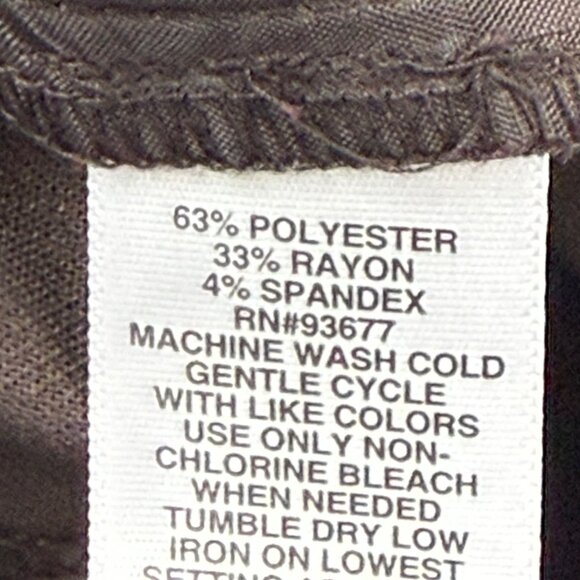 63% POLYESTER
33% RAYON
4% SPANDEX
RN#93677
MACHINE WASH COLD
GENTLE CYCLE
WITH LIKE COLORS
USE ONLY NON-
CHLORINE BLEACH
WHEN NEEDED
TUMBLE DRY LOW
IRON ON LOWEST
SETTING